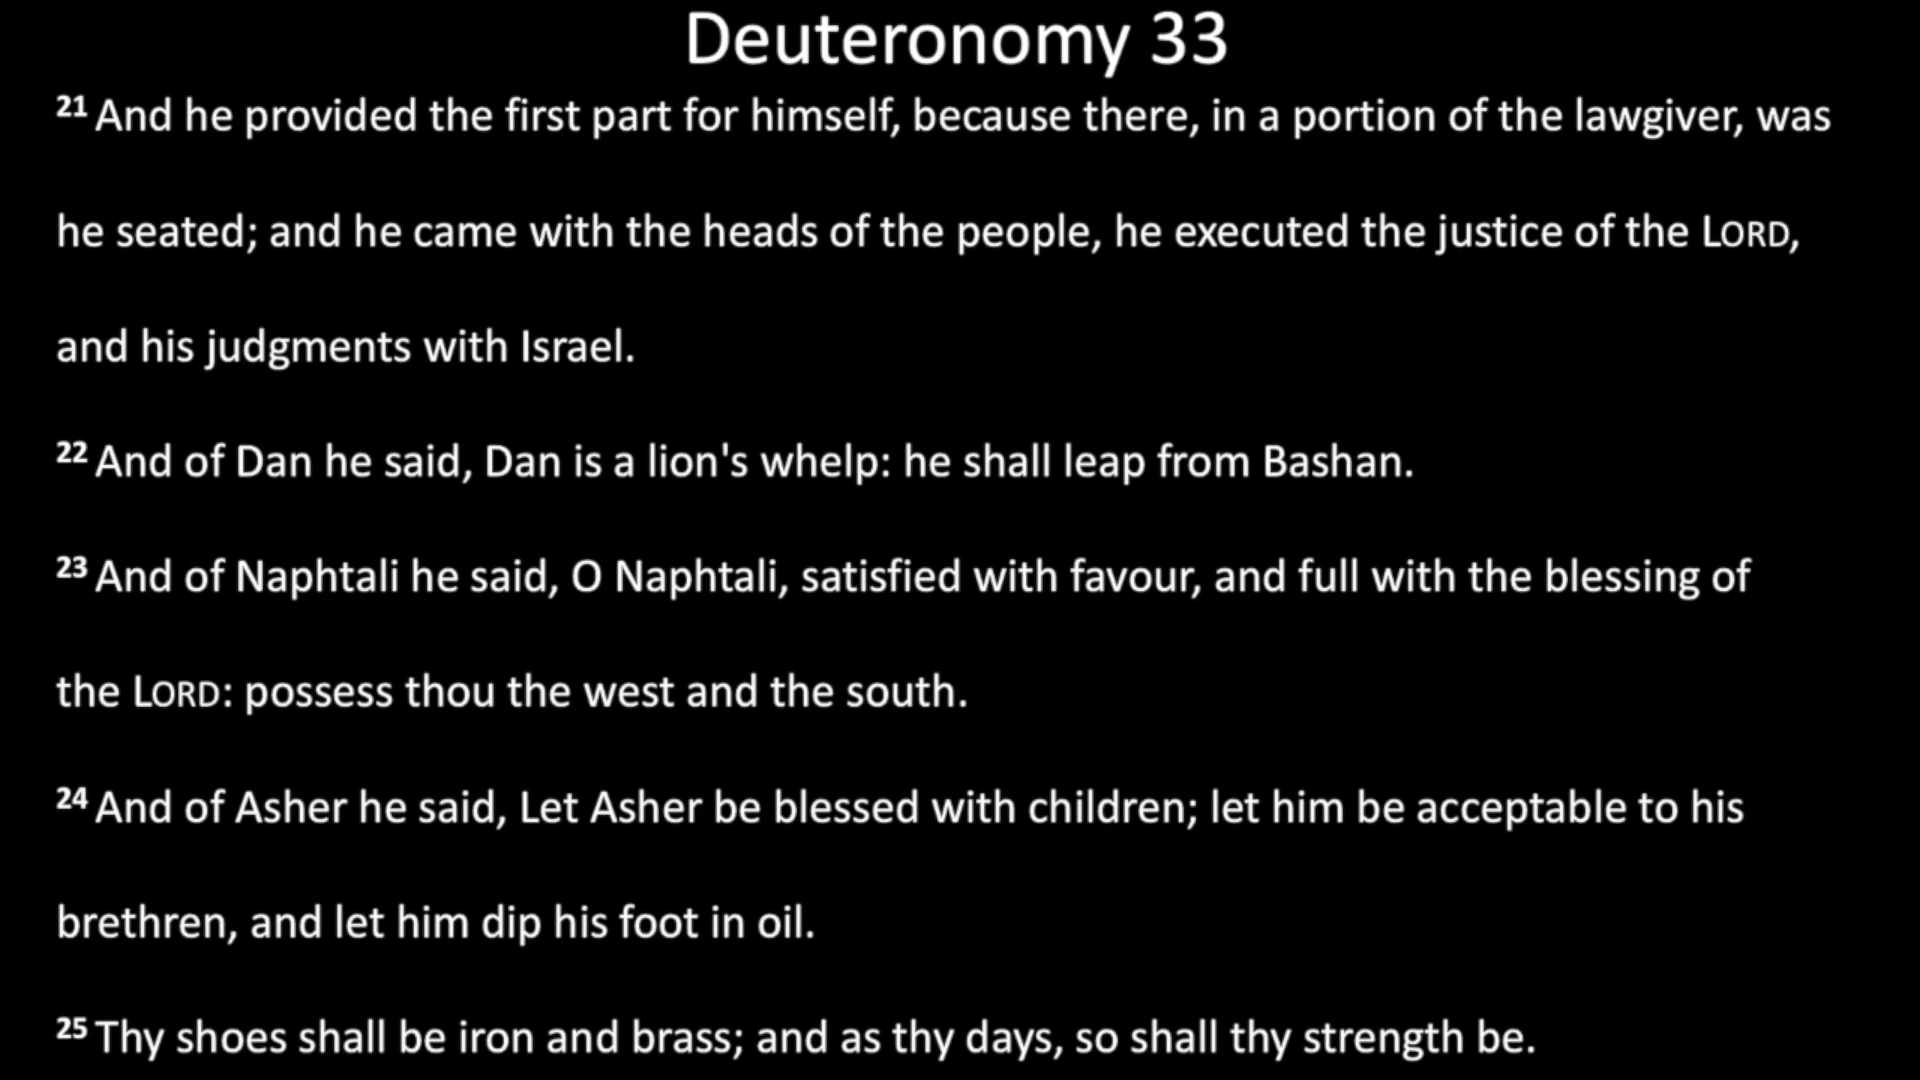 Deuteronomy 33
21 And he provided the first part for himself, because there, in a portion of the lawgiver, was
he seated; and he came with the heads of the people, he executed the justice of the LORD,
and his judgments with Israel.
22 And of Dan he said, Dan is a lion's whelp: he shall leap from Bashan.
23 And of Naphtali he said, O Naphtali, satisfied with favour, and full with the blessing of
the LORD: possess thou the west and the south.
24 And of Asher he said, Let Asher be blessed with children; let him be acceptable to his
brethren, and let him dip his foot in oil.
25 Thy shoes shall be iron and brass; and as thy days, so shall thy strength be.